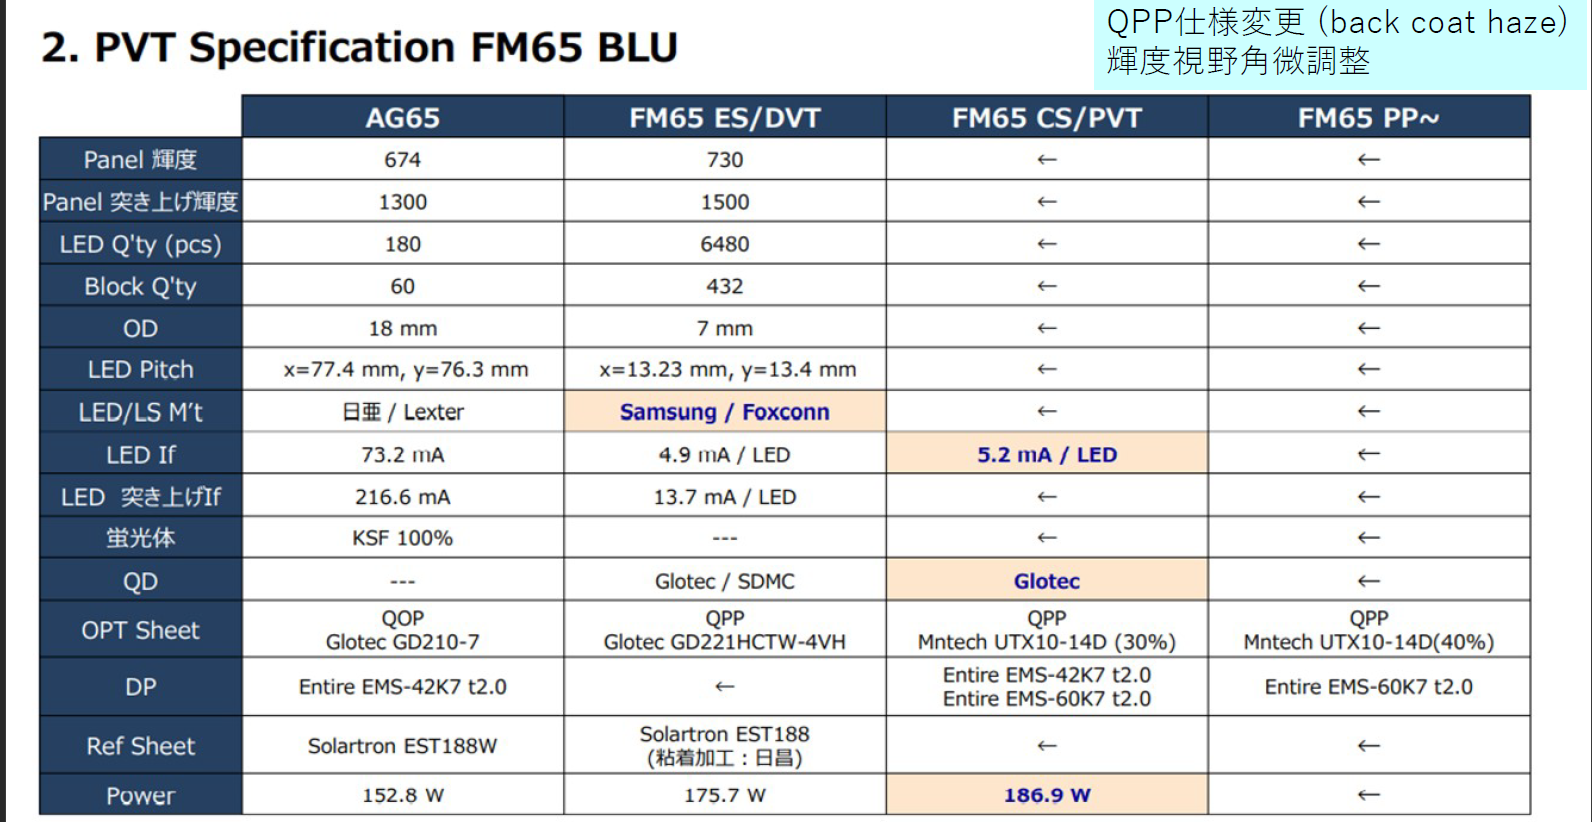 QPP仕様変更 (back coat haze)
輝度視野角微調整
2. PVT Specification FM65 BLU
AG65 FM65 ES/DVT FM65 CS/PVT FM65 PP~
Panel 輝度 674 730 ← ←
Panel 突き上げ輝度 1300 1500 ← ←
LED Q'ty (pcs) 180 6480 ← ←
Block Q'ty 60 432 ← ←
OD 18 mm 7 mm ← ←
LED Pitch x=77.4 mm, y=76.3 mm x=13.23 mm, y=13.4 mm ← ←
LED/LS M't 日亜 / Lexter Samsung / Foxconn ← ←
LED If 73.2 mA 4.9 mA / LED 5.2 mA / LED ←
LED 突き上げIf 216.6 mA 13.7 mA / LED ← ←
蛍光体 KSF 100% --- ← ←
QD --- Glotec / SDMC Glotec ←
OPT Sheet QOP QPP QPP QPP
Glotec GD210-7 Glotec GD221HCTW-4VH Mntech UTX10-14D (30%) Mntech UTX10-14D(40%)
DP Entire EMS-42K7 t2.0 ← Entire EMS-42K7 t2.0 Entire EMS-60K7 t2.0
Entire EMS-60K7 t2.0
Ref Sheet Solartron EST188W Solartron EST188 ← ←
(粘着加工：日昌)
Power 152.8 W 175.7 W 186.9 W ←